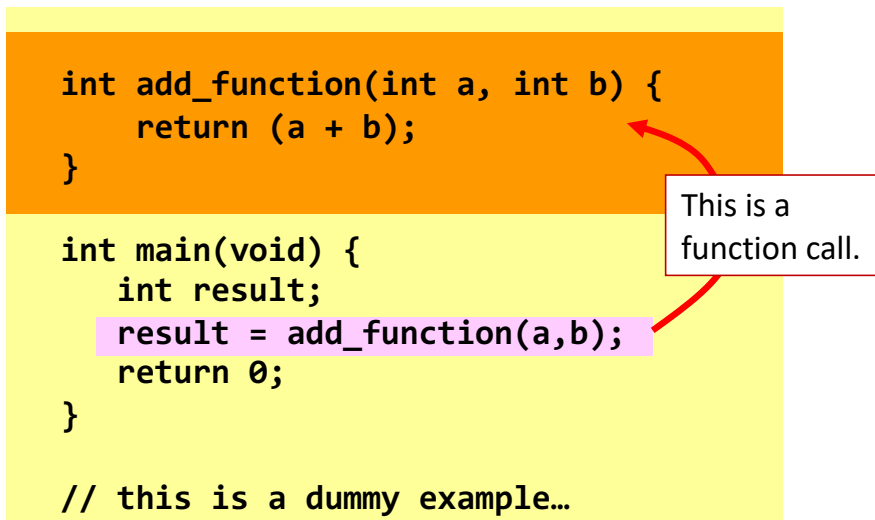 int add_function(int a, int b) {
    return (a + b);
}
This is a
function call.
int main(void) {
   int result;
   result = add_function(a,b);
   return 0;
}
// this is a dummy example…